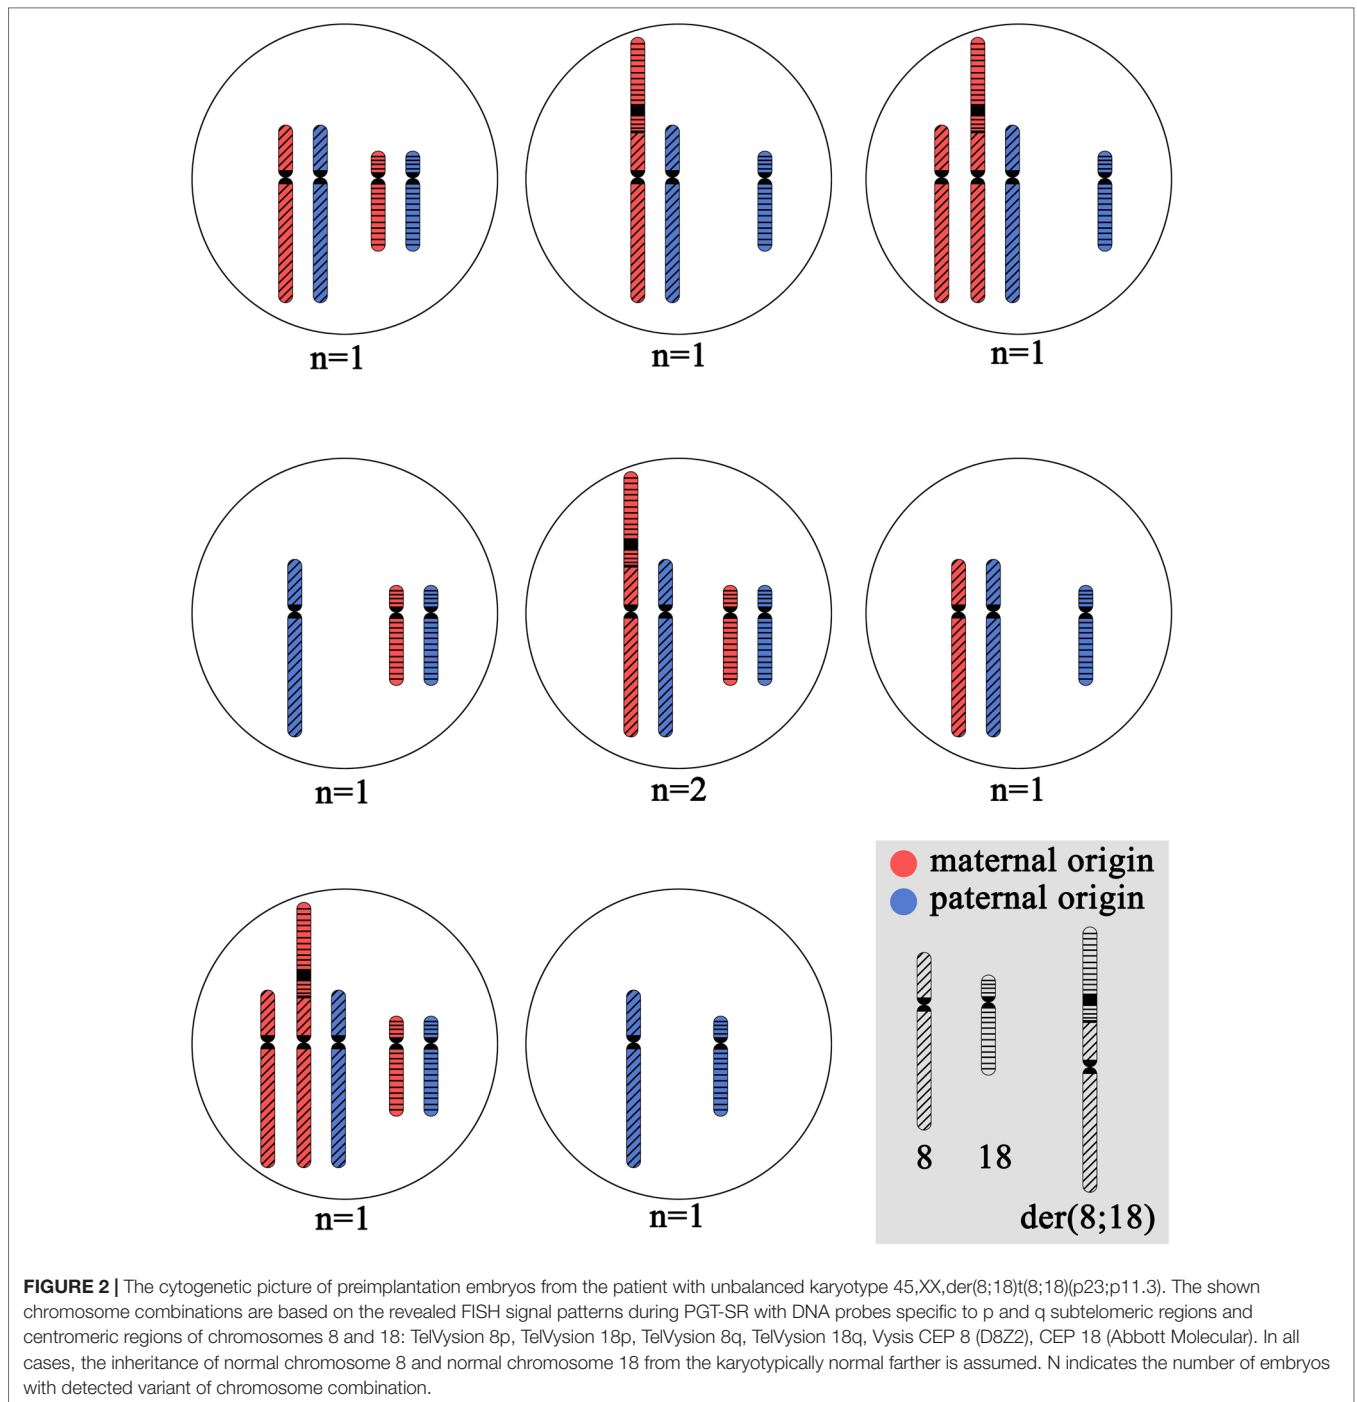 n=1
n=1
n=1
n=1
n=2
n=1
maternal origin
paternal origin
8 18
der(8;18)
n=1
n=1
FIGURE 2 | The cytogenetic picture of preimplantation embryos from the patient with unbalanced karyotype 45,XX,der(8;18)t(8;18)(p23;p11.3). The shown
chromosome combinations are based on the revealed FISH signal patterns during PGT-SR with DNA probes specific to p and q subtelomeric regions and
centromeric regions of chromosomes 8 and 18: TelVysion 8p, TelVysion 18p, TelVysion 8q, TelVysion 18q, Vysis CEP 8 (D8Z2), CEP 18 (Abbott Molecular). In all
cases, the inheritance of normal chromosome 8 and normal chromosome 18 from the karyotypically normal farther is assumed. N indicates the number of embryos
with detected variant of chromosome combination.